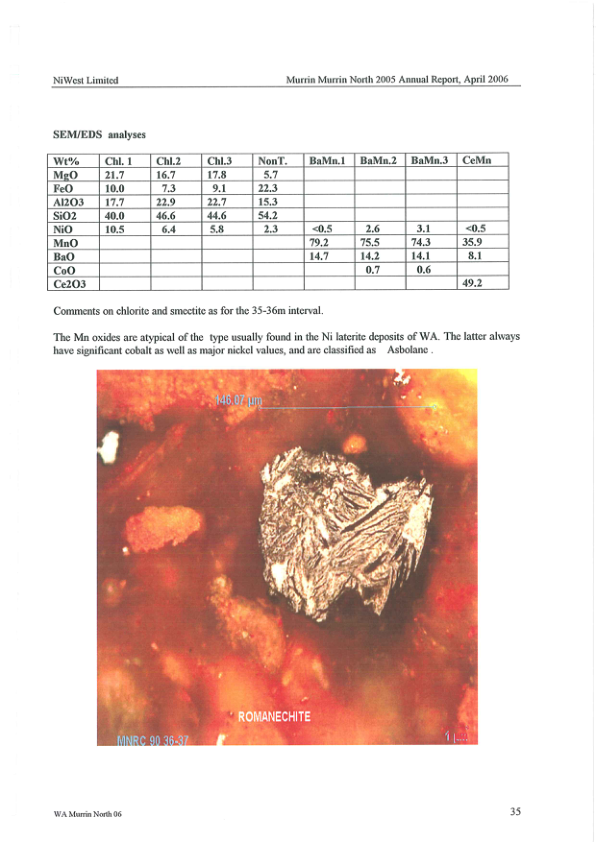 NiWest Limited Murrin Murrin North 2005 Annual Report, April 2006
SEM/EDS analyses
Wt% Chl. 1 Chl.2 Chl.3 NonT. BaMn.1 BaMn.2 BaMn.3 CeMn
MgO 21.7 16.7 17.8 5.7
FeO 10.0 7.3 9.1 22.3
Al2O3 17.7 22.9 22.7 15.3
SiO2 40.0 46.6 44.6 54.2
NiO 10.5 6.4 5.8 2.3 <0.5 2.6 3.1 <0.5
MnO 79.2 75.5 74.3 35.9
BaO 14.7 14.2 14.1 8.1
CoO 0.7 0.6
Ce2O3 49.2
Comments on chlorite and smectite as for the 35-36m interval.
The Mn oxides are atypical of the type usually found in the Ni laterite deposits of WA. The latter always
have significant cobalt as well as major nickel values, and are classified as Asbolane .
146.87 µm
ROMANECHITE
MNRC 90 36-37
WA Murrin North 06 35